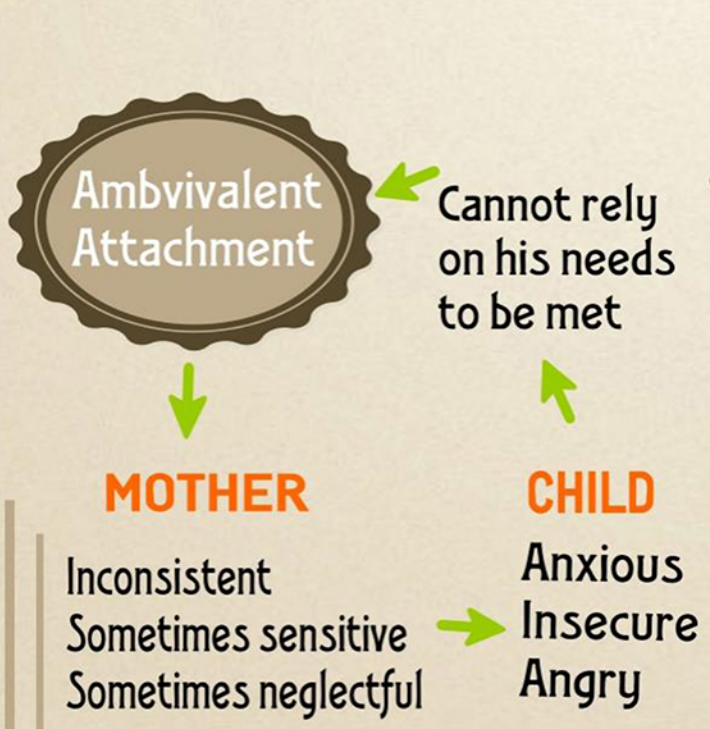 Ambvivalent
Attachment
Cannot rely
on his needs
to be met
MOTHER
Inconsistent
Sometimes sensitive
Sometimes neglectful
CHILD
Anxious
Insecure
Angry